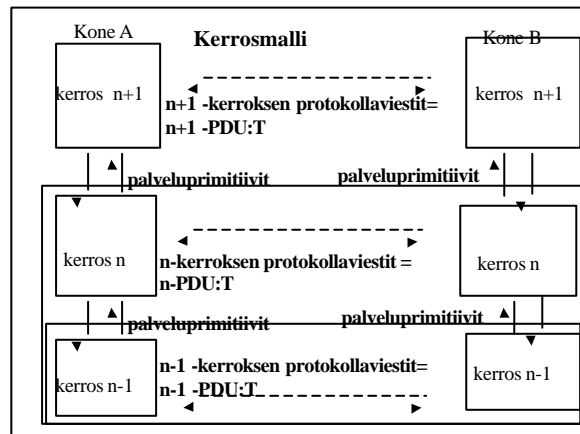 Kone A
Kerrosmalli
Kone B
kerros n+1
n+1 -kerroksen protokollaviestit=
n+1 -PDU:T
kerros n+1
palveluprimitiivit
palveluprimitiivit
kerros n
n-kerroksen protokollaviestit =
n-PDU:T
kerros n
palveluprimitiivit
palveluprimitiivit
kerros n-1
n-1 -kerroksen protokollaviestit=
n-1 -PDU:T
kerros n-1